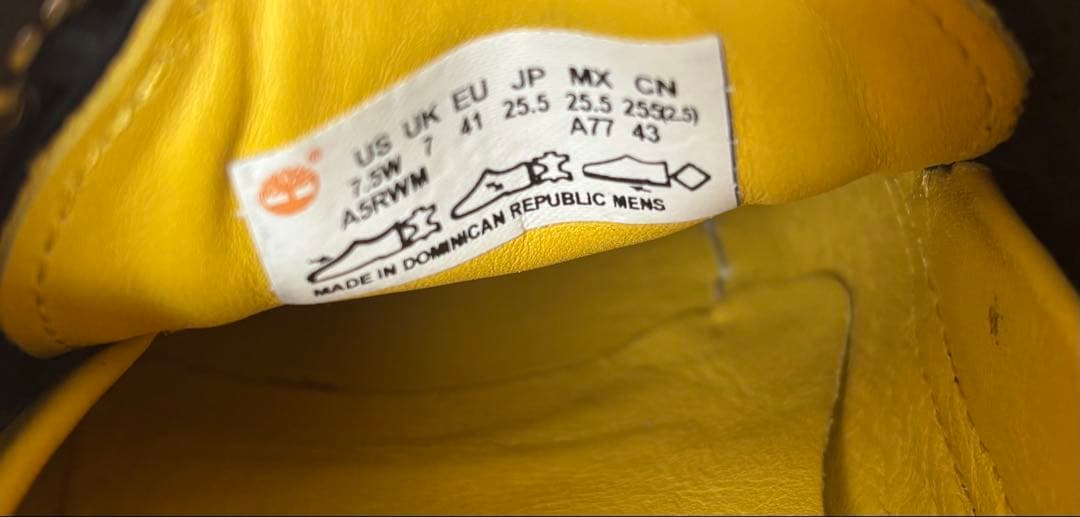 US UK EU JP MX CN
7.5W 7 41 25.5 25.5 255(2.5)
A5RWM A77 43
MADE IN DOMINICAN REPUBLIC MENS